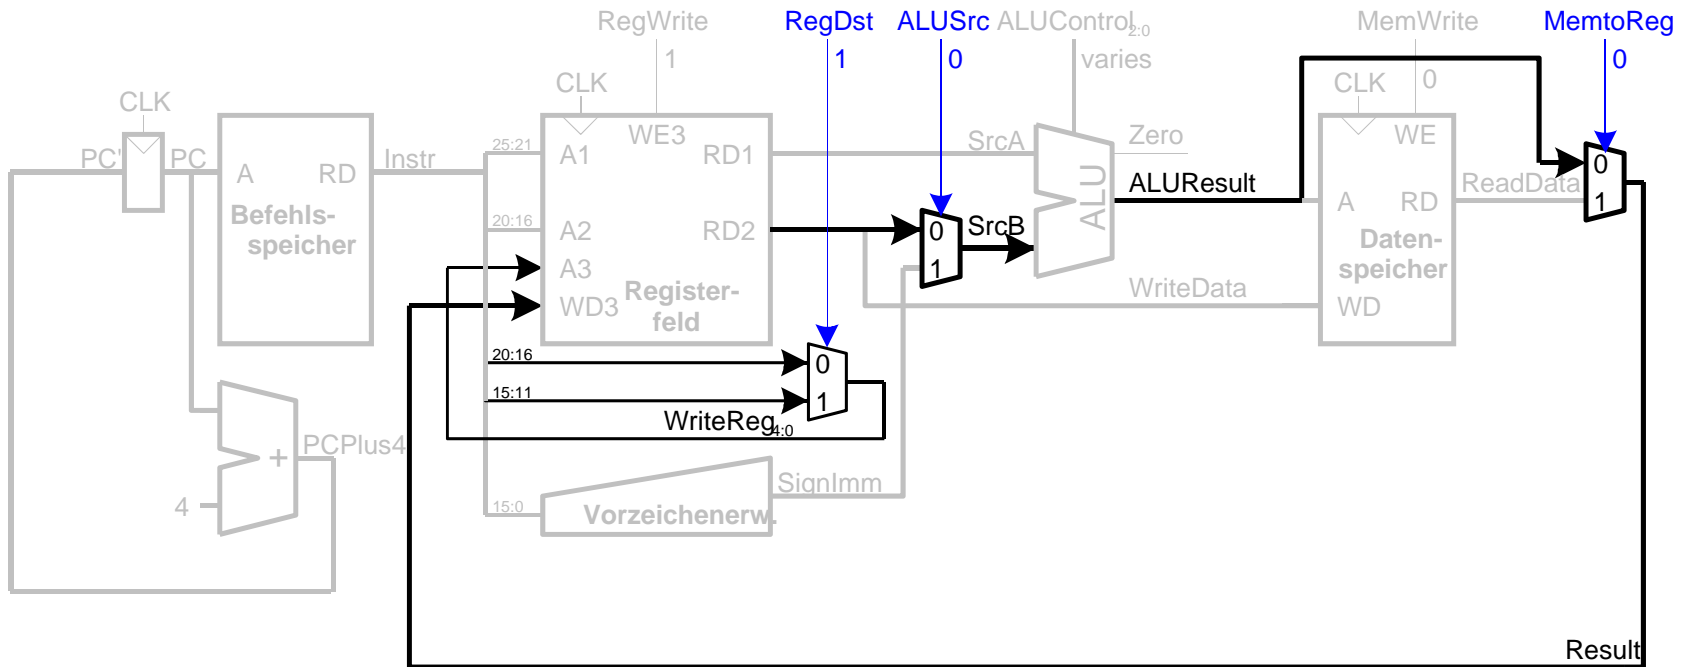 RegWrite
RegDst
ALUSrc
ALUControl2:0
MemWrite
MemtoReg
1
1
0
varies
0
0
CLK
CLK
CLK
PC'
PC
A
RD
Instr
Befehls-
speicher
25:21
20:16
A1
A2
A3
WD3
WE3
RD1
RD2
Register-
feld
SrcA
SrcB
0
1
ALU
Zero
ALUResult
WriteData
A
RD
WE
WD
Daten-
speicher
ReadData
0
1
20:16
15:11
0
1
WriteReg4:0
PCPlus4
+
4
15:0
SignImm
Vorzeichenerw.
Result